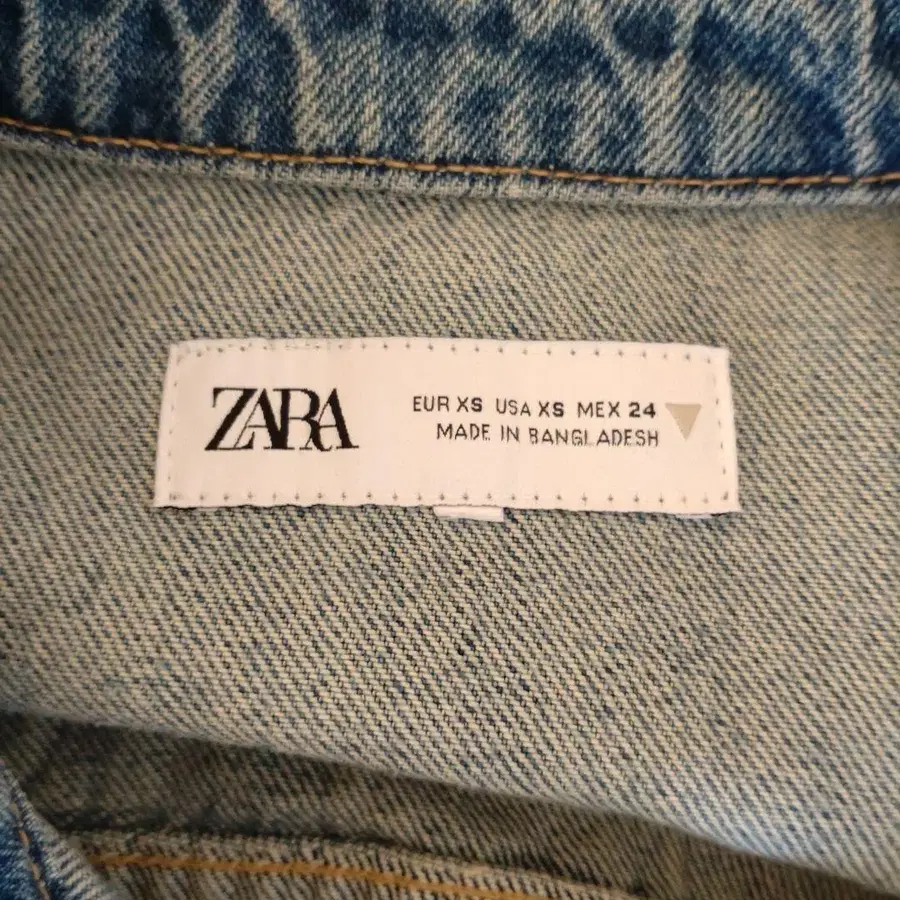 ZARA
EUR XS USA XS MEX 24
MADE IN BANGLADESH